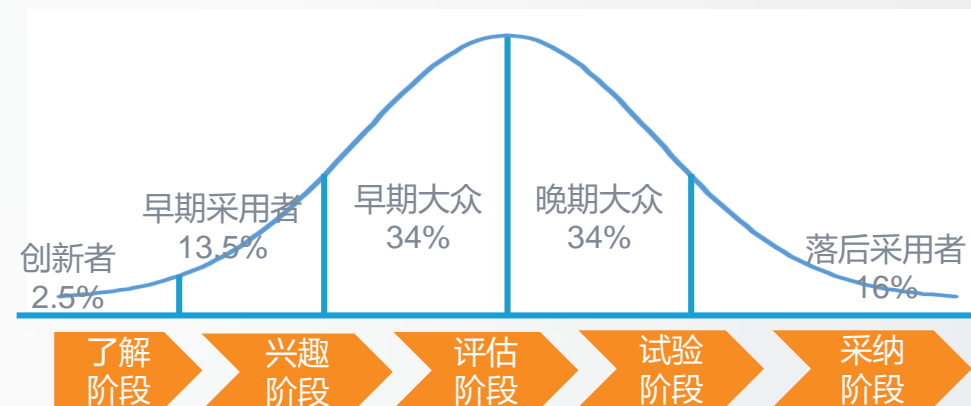 创新者
2.5%
早期采用者
13.5%
早期大众
34%
晚期大众
34%
落后采用者
16%
了解
阶段
兴趣
阶段
评估
阶段
试验
阶段
采纳
阶段